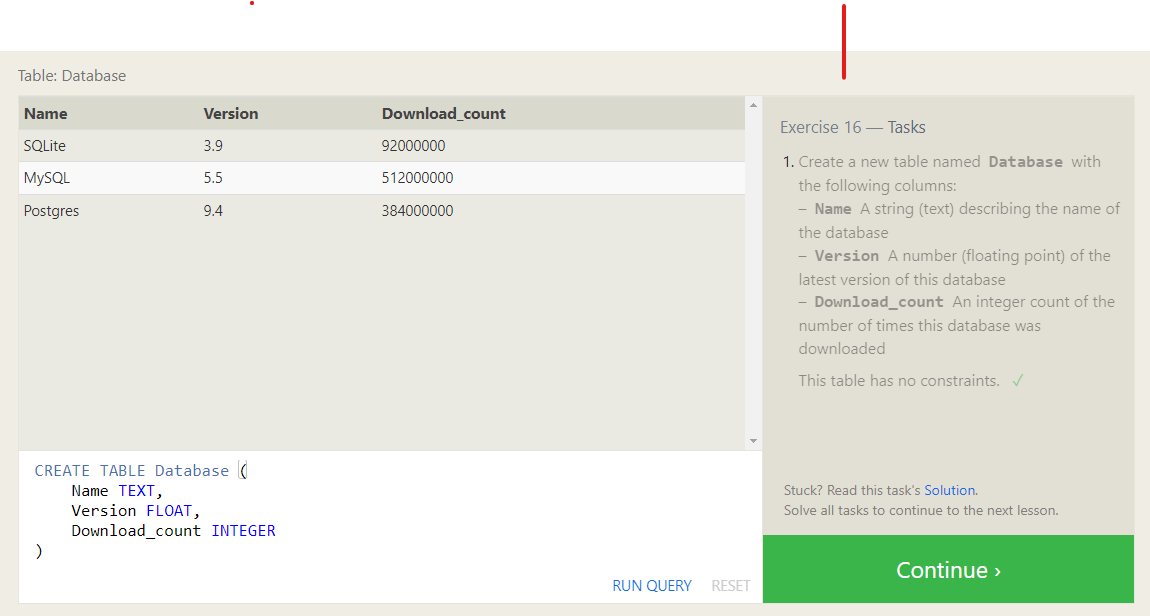 Table: Database
Name Version Download_count
SQLite 3.9 92000000
MySQL 5.5 512000000
Postgres 9.4 384000000
CREATE TABLE Database (
Name TEXT,
Version FLOAT,
Download_count INTEGER
)
RUN QUERY RESET
Exercise 16 — Tasks
1. Create a new table named Database with
the following columns:
– Name A string (text) describing the name of
the database
– Version A number (floating point) of the
latest version of this database
– Download_count An integer count of the
number of times this database was
downloaded
This table has no constraints. ✓
Stuck? Read this task's Solution.
Solve all tasks to continue to the next lesson.
Continue ›